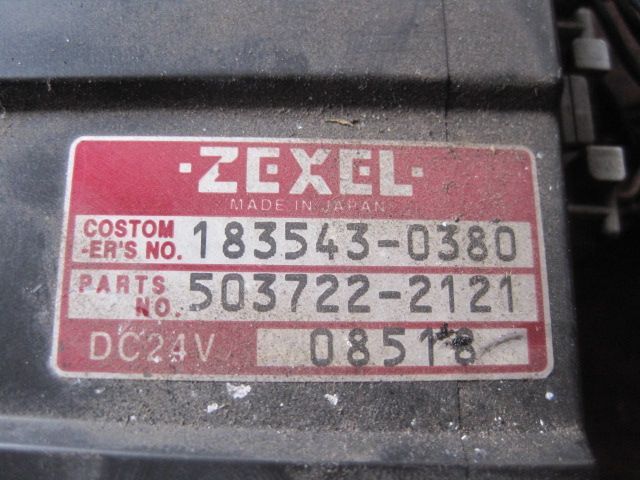 ·ZEXEL·
MADE IN JAPAN
COSTOM
-ER'S NO. 183543-0380
PARTS
NO. 503722-2121
DC24V 08518